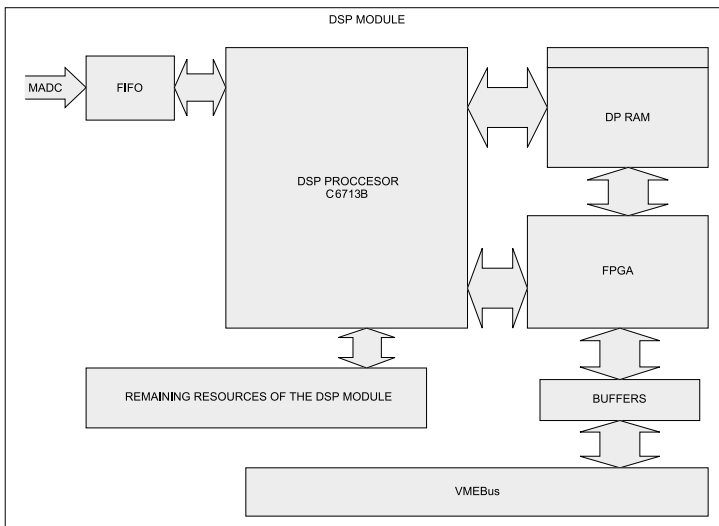 DSP MODULE
MADC
FIFO
DP RAM
DSP PROCCESOR
C6713B
FPGA
REMAINING RESOURCES OF THE DSP MODULE
BUFFERS
VMEBus